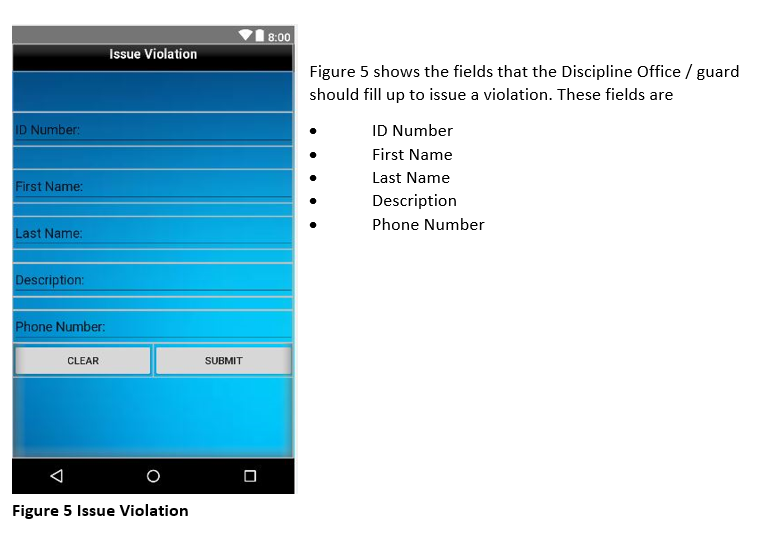 8:00
Issue Violation
ID Number:
First Name:
Last Name:
Description:
Phone Number:
CLEAR SUBMIT
Figure 5 Issue Violation
Figure 5 shows the fields that the Discipline Office / guard
should fill up to issue a violation. These fields are
• ID Number
• First Name
• Last Name
• Description
• Phone Number